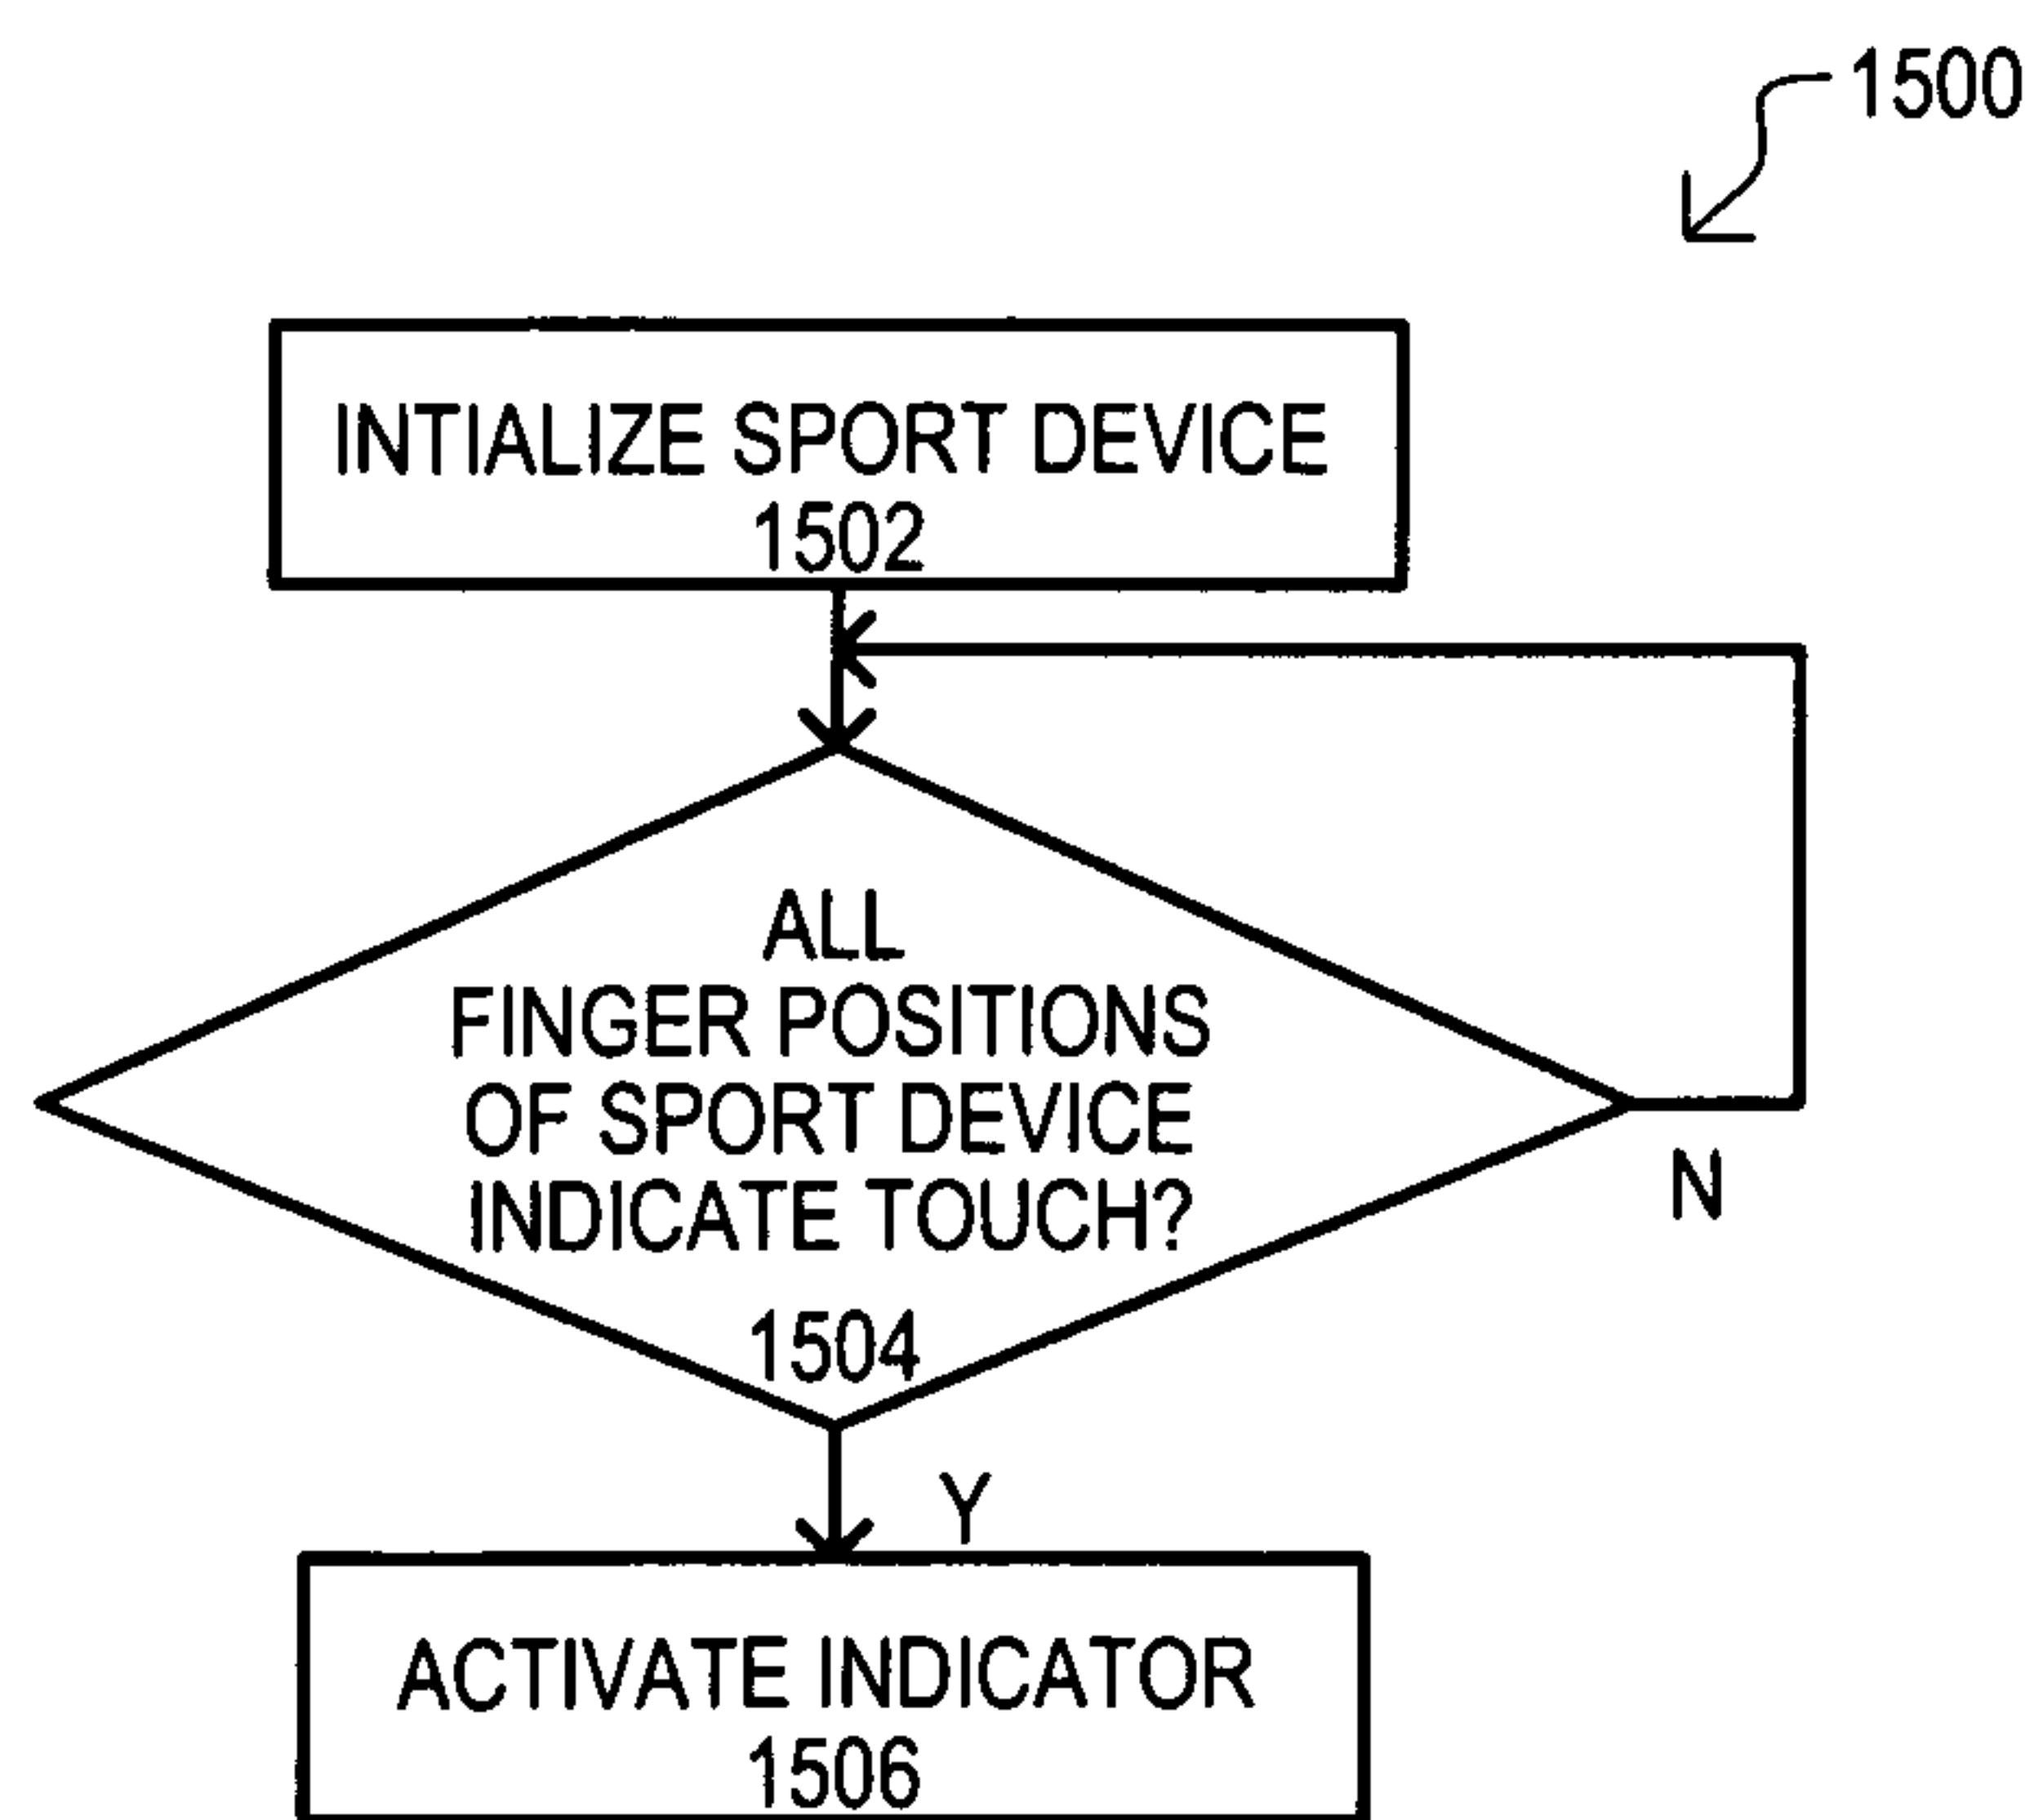 1500
INTIALIZE SPORT DEVICE
1502
ALL
FINGER POSITIONS
OF SPORT DEVICE
INDICATE TOUCH?
1504
N
Y
ACTIVATE INDICATOR
1506